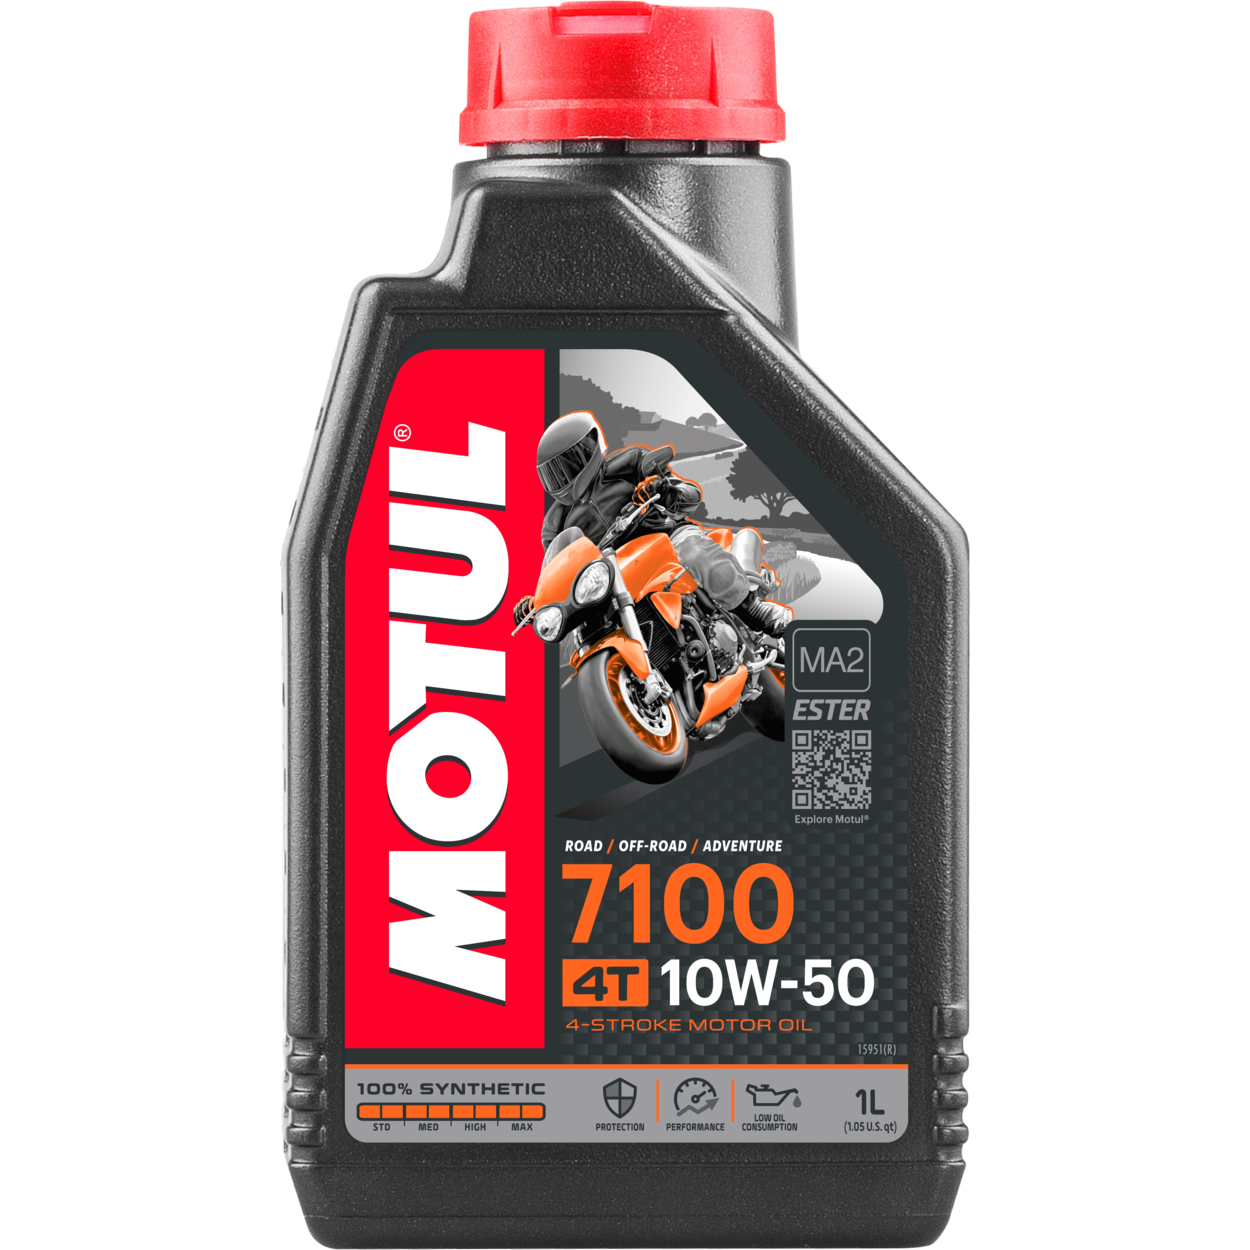 MOTUL®
MA2
ESTER
Explore Motul®
ROAD / OFF-ROAD / ADVENTURE
7100
4T 10W-50
4-STROKE MOTOR OIL
15951(R)
100% SYNTHETIC
STD MED HIGH MAX
PROTECTION
PERFORMANCE
LOW OIL
CONSUMPTION
1L
(1.05 U.S. qt)